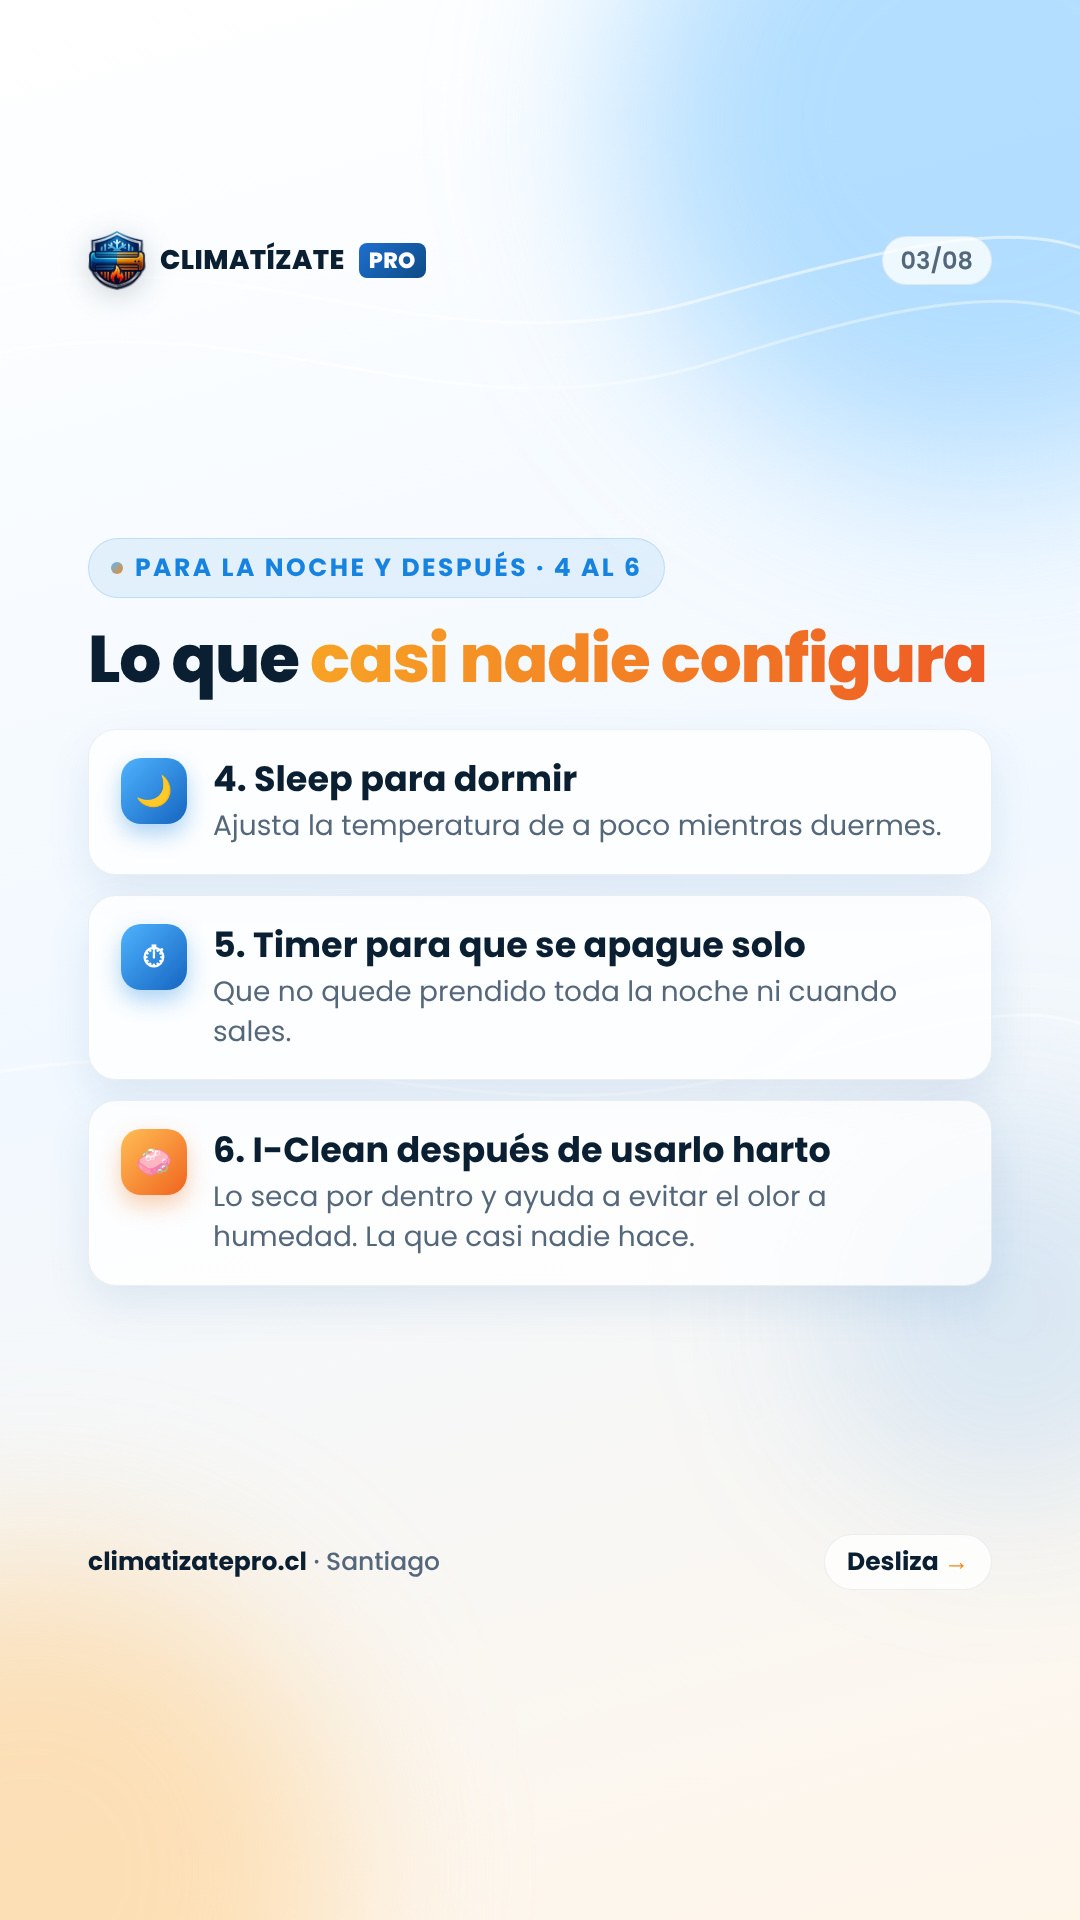 CLIMATÍZATE PRO
03/08
PARA LA NOCHE Y DESPUÉS · 4 AL 6
Lo que casi nadie configura
4. Sleep para dormir
Ajusta la temperatura de a poco mientras duermes.
5. Timer para que se apague solo
Que no quede prendido toda la noche ni cuando
sales.
6. I-Clean después de usarlo harto
Lo seca por dentro y ayuda a evitar el olor a
humedad. La que casi nadie hace.
climatizatepro.cl · Santiago
Desliza →